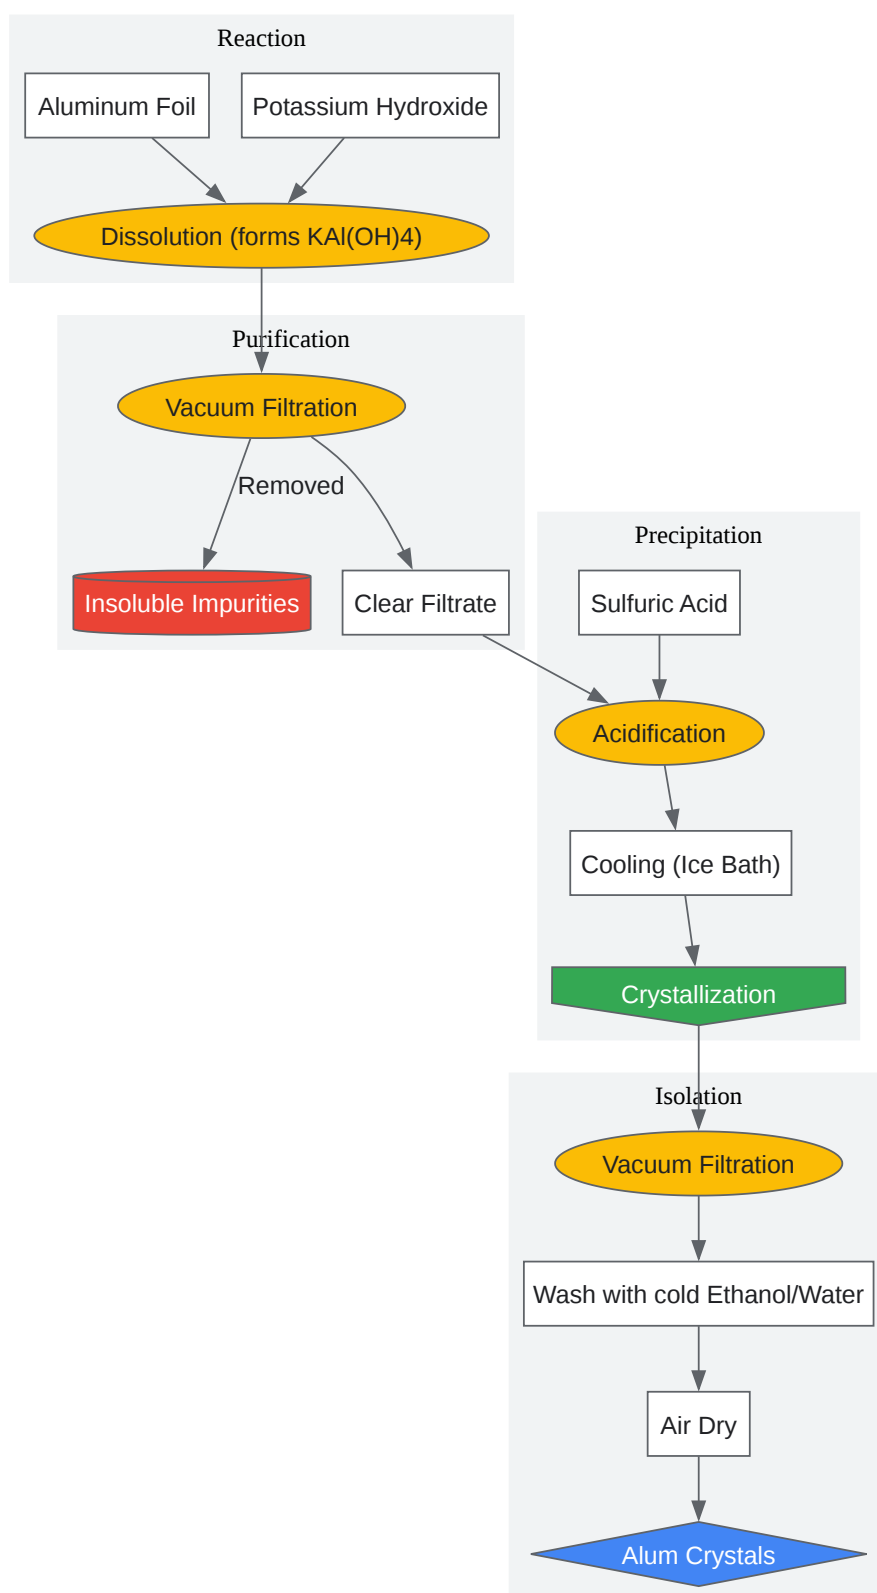 Reaction
Aluminum Foil
Potassium Hydroxide
Dissolution (forms KAl(OH)4)
Purification
Vacuum Filtration
Removed
Insoluble Impurities
Clear Filtrate
Precipitation
Sulfuric Acid
Acidification
Cooling (Ice Bath)
Crystallization
Isolation
Vacuum Filtration
Wash with cold Ethanol/Water
Air Dry
Alum Crystals